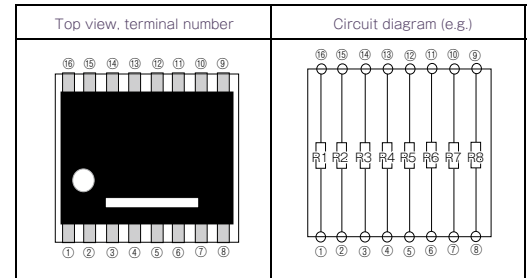 Top view, terminal number
Circuit diagram (e.g.)
⑯ ⑮ ⑭ ⑬ ⑫ ⑪ ⑩ ⑨
① ② ③ ④ ⑤ ⑥ ⑦ ⑧
⑯ ⑮ ⑭ ⑬ ⑫ ⑪ ⑩ ⑨
R1 R2 R3 R4 R5 R6 R7 R8
① ② ③ ④ ⑤ ⑥ ⑦ ⑧